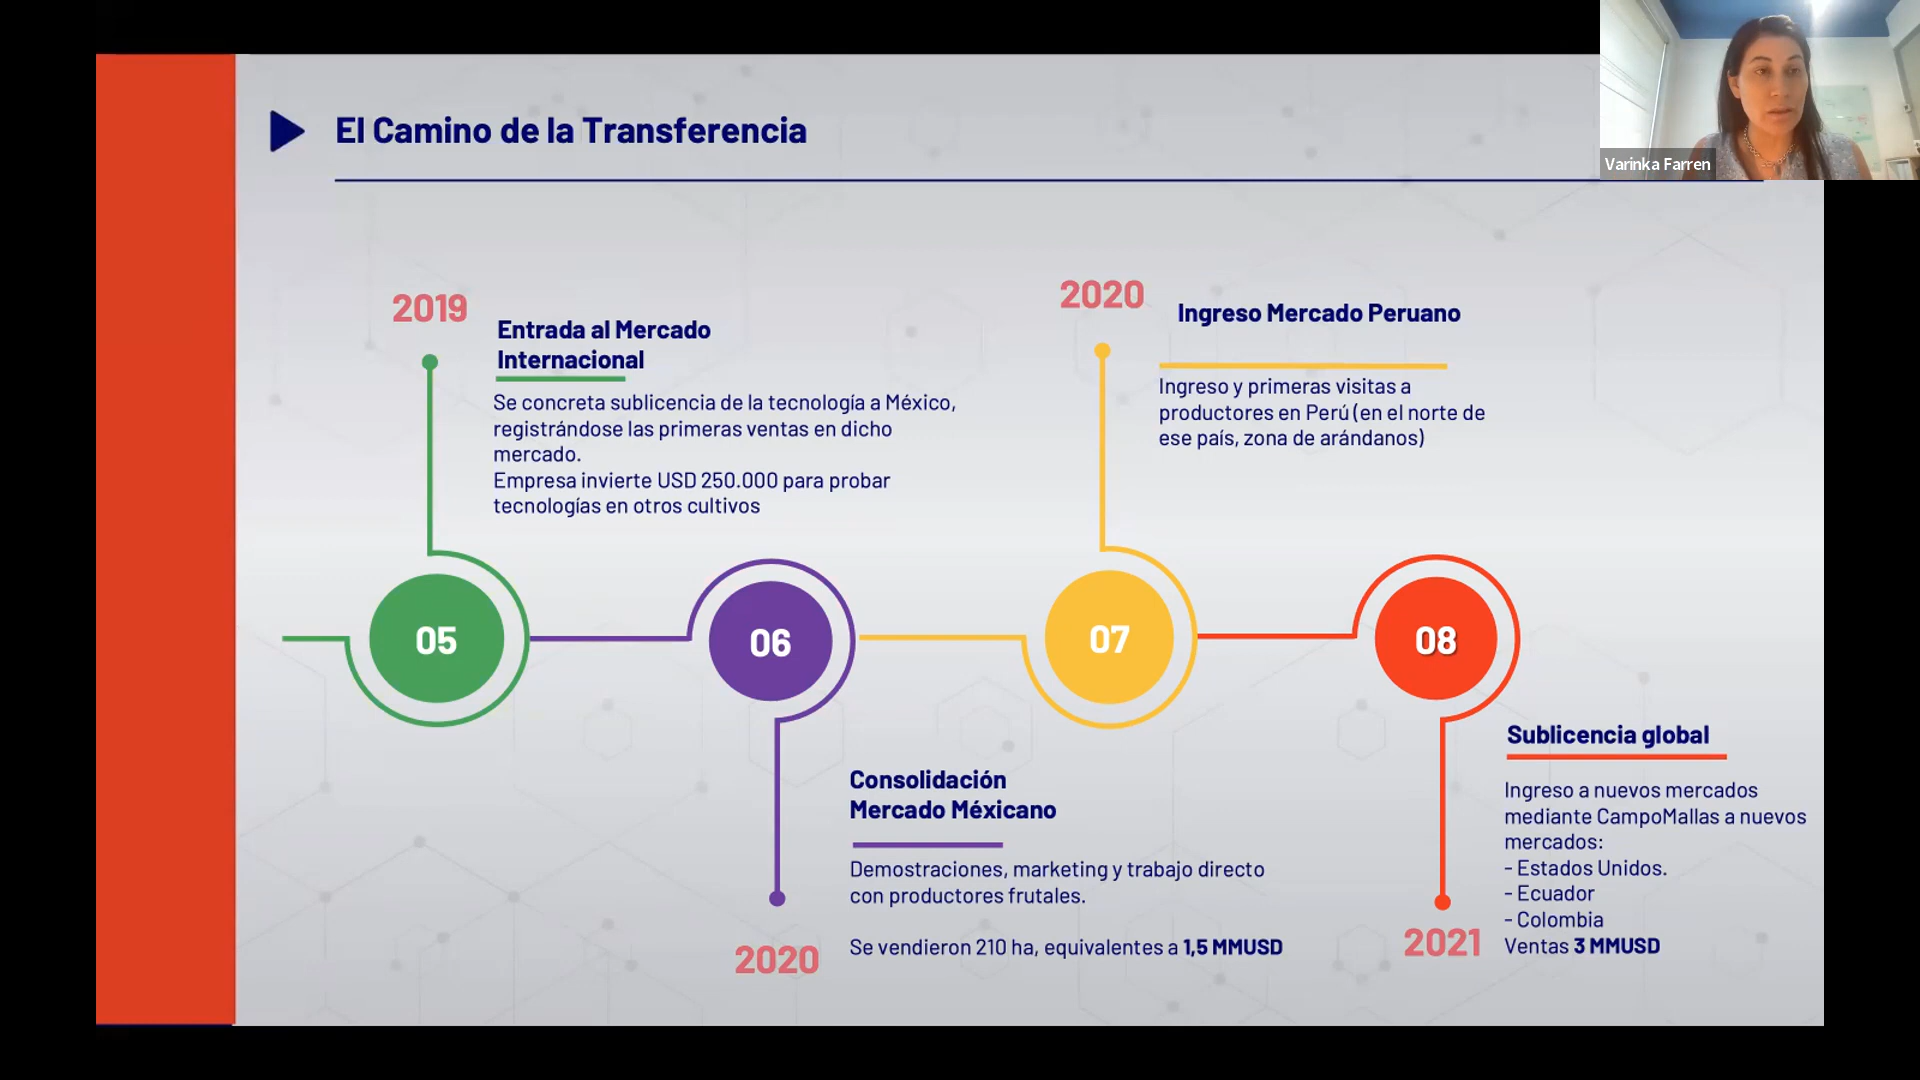 Varinka Farren
El Camino de la Transferencia
2019
Entrada al Mercado
Internacional
Se concreta sublicencia de la tecnología a México,
registrándose las primeras ventas en dicho
mercado.
Empresa invierte USD 250.000 para probar
tecnologías en otros cultivos
2020
Ingreso Mercado Peruano
Ingreso y primeras visitas a
productores en Perú (en el norte de
ese país, zona de arándanos)
05
06
07
08
Consolidación
Mercado Méxicano
Demostraciones, marketing y trabajo directo
con productores frutales.
Se vendieron 210 ha, equivalentes a 1,5 MMUSD
2020
Sublicencia global
Ingreso a nuevos mercados
mediante CampoMallas a nuevos
mercados:
- Estados Unidos.
- Ecuador
- Colombia
Ventas 3 MMUSD
2021